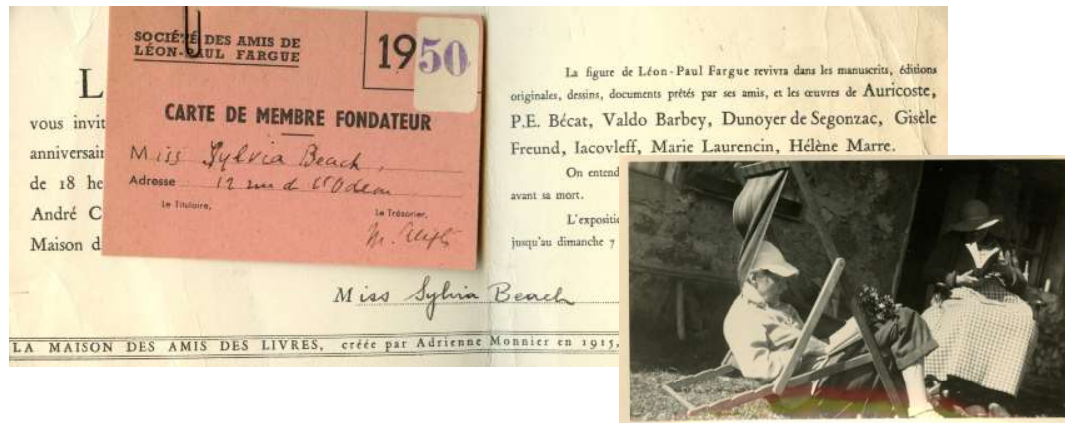 SOCIÉTÉ DES AMIS DE
LÉON-PAUL FARGUE
1950
CARTE DE MEMBRE FONDATEUR
Miss Sylvia Beach
Adresse 12 rue de l'Odéon
Le Titulaire,
Le Trésorier,
L
vous invit
anniversair
de 18 he
André C
Maison d
La figure de Léon-Paul Fargue revivra dans les manuscrits, éditions
originales, dessins, documents prêtés par ses amis, et les œuvres de Auricoste,
P.E. Bécat, Valdo Barbey, Dunoyer de Segonzac, Gisèle
Freund, Iacovleff, Marie Laurencin, Hélène Marre.
On entend
avant sa mort.
L'expositi
jusqu'au dimanche 7
Miss Sylvia Beach
LA MAISON DES AMIS DES LIVRES, créée par Adrienne Monnier en 1915,